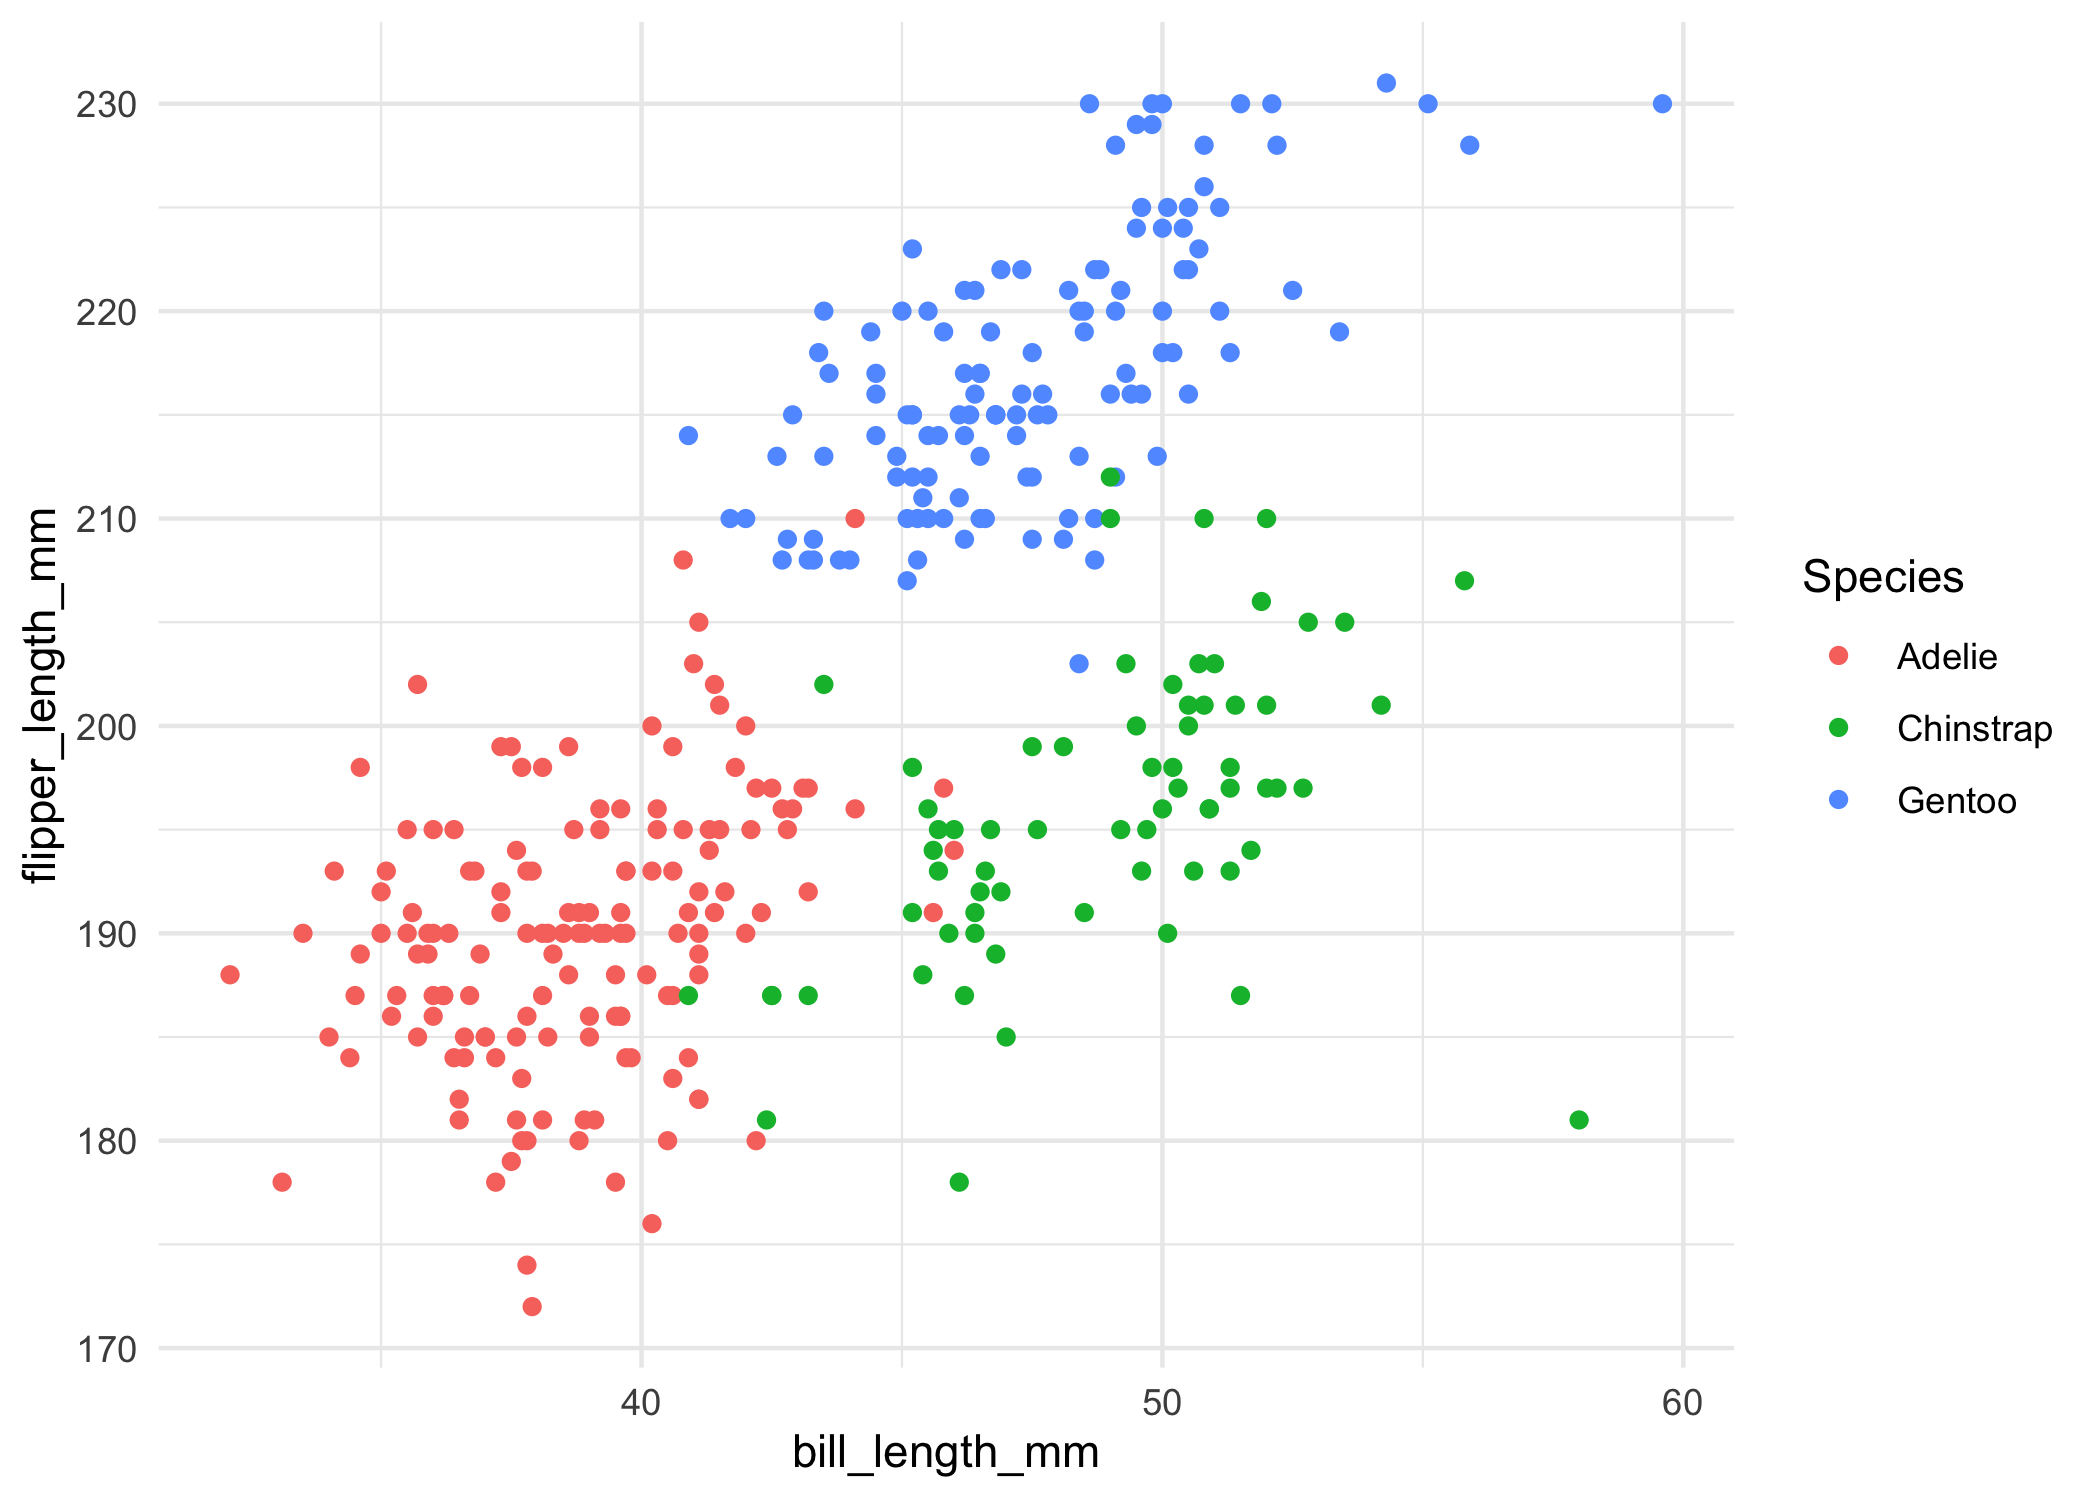 230
220
210
200
190
180
170
flipper_length_mm
40 50 60
bill_length_mm
Species
Adelie
Chinstrap
Gentoo